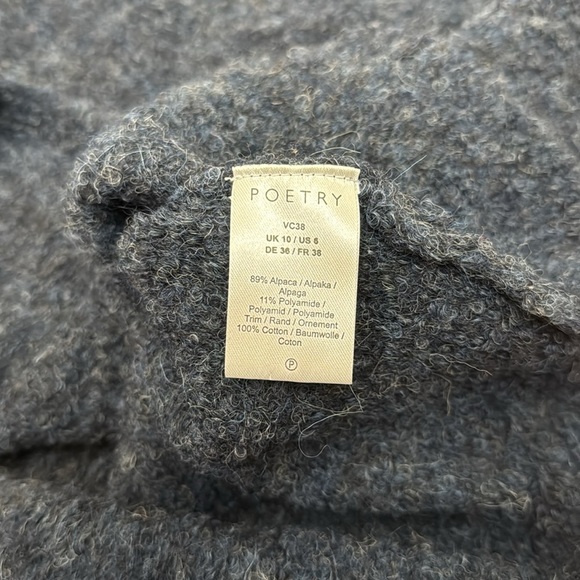 POETRY
VC38
UK 10 / US 6
DE 36 / FR 38
89% Alpaca / Alpaka /
Alpaga
11% Polyamide /
Polyamid / Polyamide
Trim / Rand / Ornement
100% Cotton / Baumwolle /
Coton
P